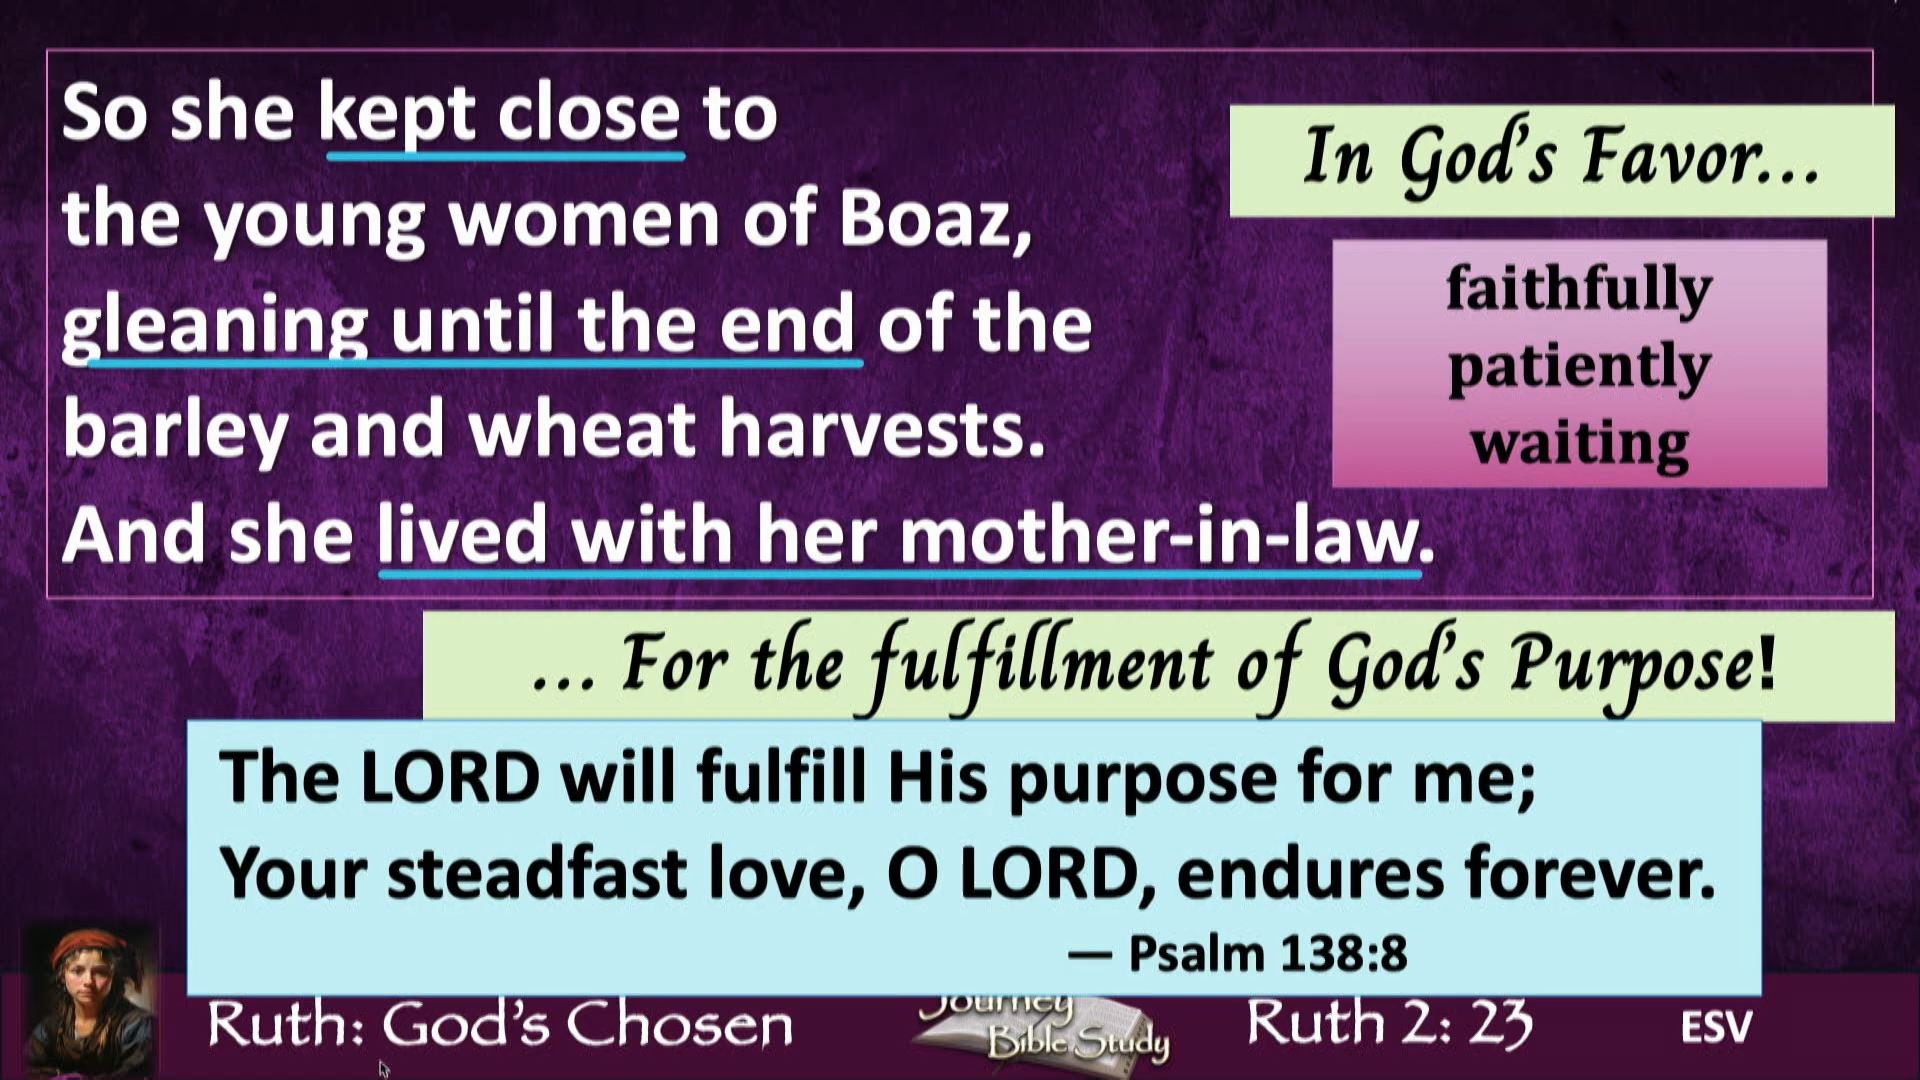 So she kept close to
the young women of Boaz,
gleaning until the end of the
barley and wheat harvests.
And she lived with her mother-in-law.
In God's Favor...
faithfully
patiently
waiting
... For the fulfillment of God's Purpose!
The LORD will fulfill His purpose for me;
Your steadfast love, O LORD, endures forever.
— Psalm 138:8
Ruth: God's Chosen
Journey
Bible Study
Ruth 2: 23
ESV